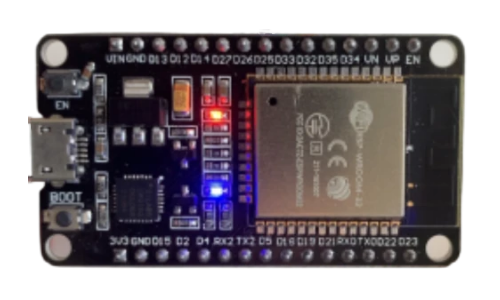 VIN GND D13 D12 D14 D27 D26 D25 D33 D32 D35 D34 VN VP EN
EN
BOOT
3V3 GND D15 D2 D4 RX2 TX2 D5 D18 D19 D21 RX0 TX0 D22 D23